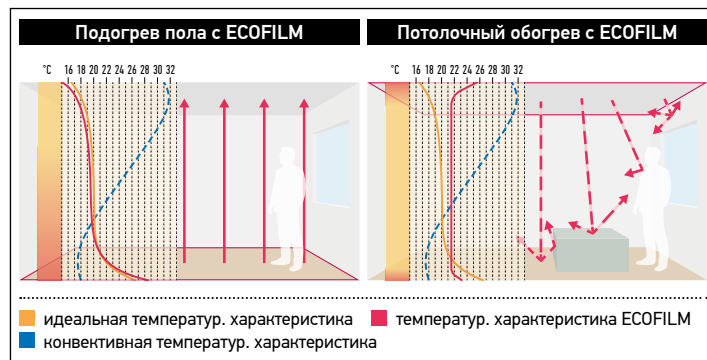 Подогрев пола с ECOFILM
Потолочный обогрев с ECOFILM
°C 16 18 20 22 24 26 28 30 32
°C 16 18 20 22 24 26 28 30 32
идеальная температур. характеристика
температур. характеристика ECOFILM
конвективная температур. характеристика